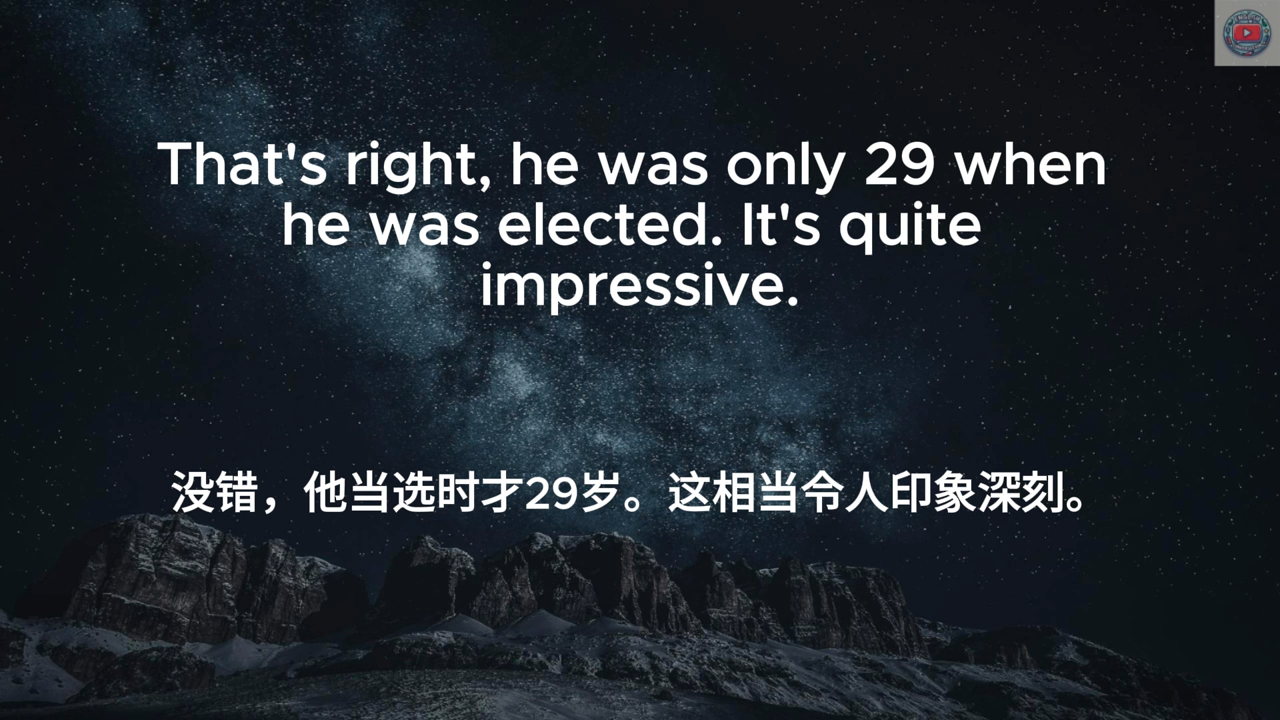 That's right, he was only 29 when
he was elected. It's quite
impressive.
没错，他当选时才29岁。这相当令人印象深刻。